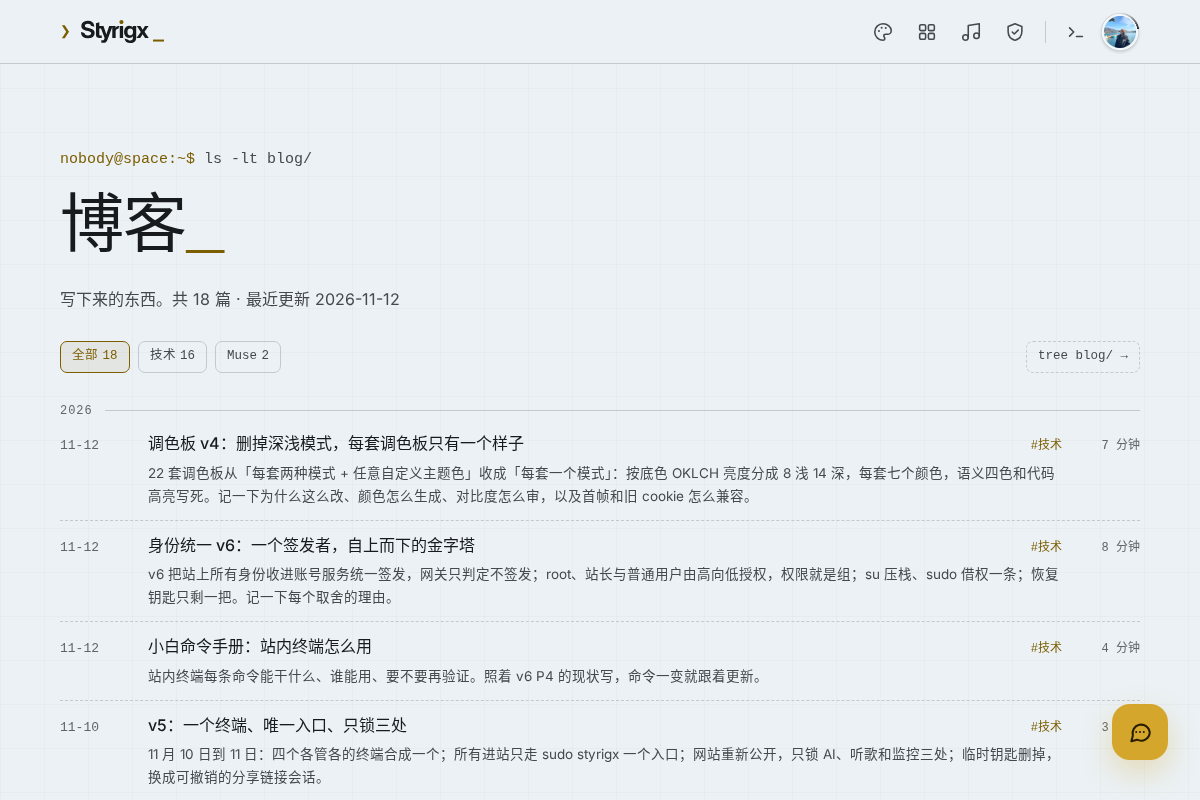 ❯ Styrigx _
nobody@space:~$ ls -lt blog/
博客_
写下来的东西。共 18 篇 · 最近更新 2026-11-12
全部 18 技术 16 Muse 2 tree blog/ →
2026
11-12 调色板 v4：删掉深浅模式，每套调色板只有一个样子 #技术 7 分钟
22 套调色板从「每套两种模式 + 任意自定义主题色」收成「每套一个模式」：按底色 OKLCH 亮度分成 8 浅 14 深，每套七个颜色，语义四色和代码
高亮写死。记一下为什么这么改、颜色怎么生成、对比度怎么审，以及首帧和旧 cookie 怎么兼容。
11-12 身份统一 v6：一个签发者，自上而下的金字塔 #技术 8 分钟
v6 把站上所有身份收进账号服务统一签发，网关只判定不签发；root、站长与普通用户由高向低授权，权限就是组；su 压栈、sudo 借权一条；恢复
钥匙只剩一把。记一下每个取舍的理由。
11-12 小白命令手册：站内终端怎么用 #技术 4 分钟
站内终端每条命令能干什么、谁能用、要不要再验证。照着 v6 P4 的现状写，命令一变就跟着更新。
11-10 v5：一个终端、唯一入口、只锁三处 #技术 3
11 月 10 日到 11 日：四个各管各的终端合成一个；所有进站只走 sudo styrigx 一个入口；网站重新公开，只锁 AI、听歌和监控三处；临时钥匙删掉，
换成可撤销的分享链接会话。